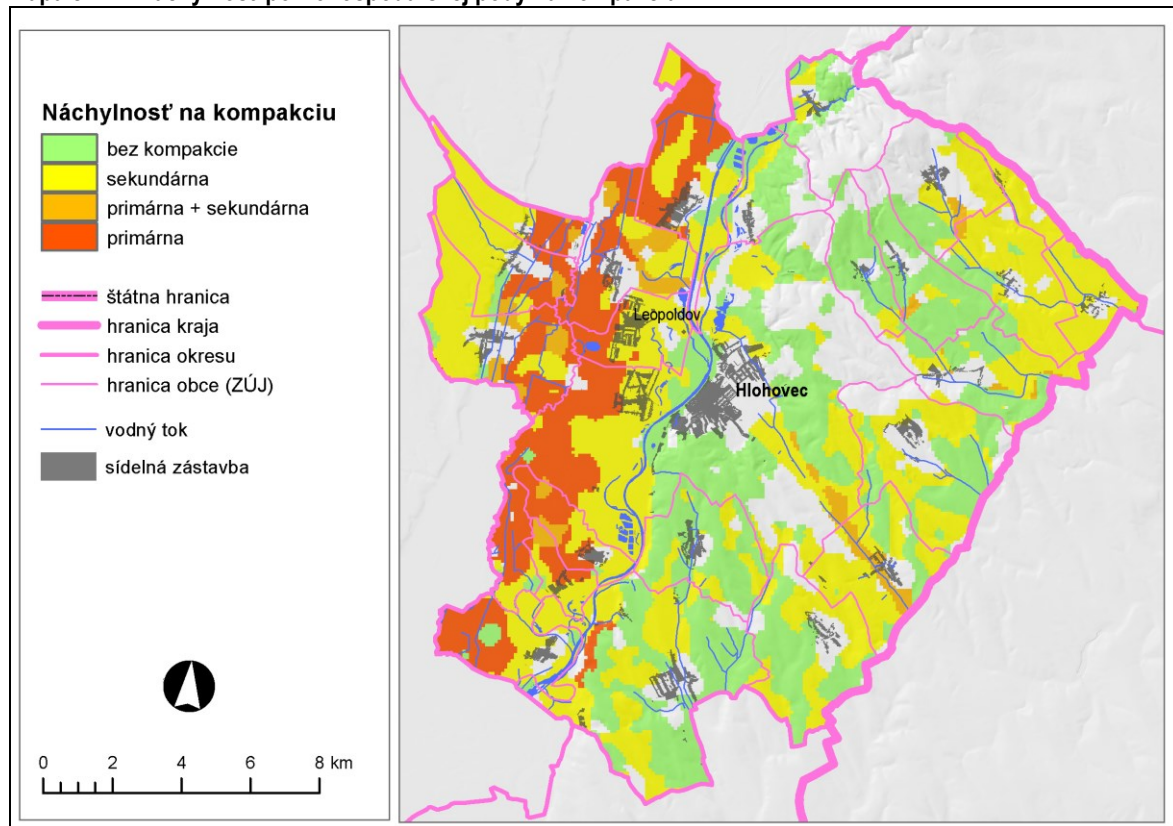 Náchylnosť na kompakciu
bez kompakcie
sekundárna
primárna + sekundárna
primárna
štátna hranica
hranica kraja
hranica okresu
hranica obce (ZÚJ)
vodný tok
sídelná zástavba
0 2 4 6 8 km
Leopoldov
Hlohovec